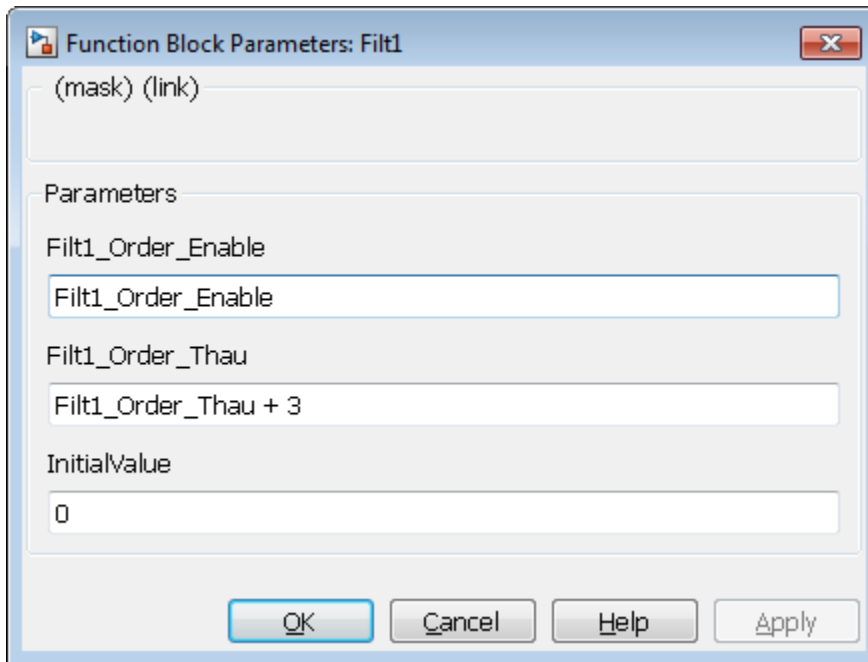 Function Block Parameters: Filt1
(mask) (link)
Parameters
Filt1_Order_Enable
Filt1_Order_Enable
Filt1_Order_Thau
Filt1_Order_Thau + 3
InitialValue
0
OK Cancel Help Apply